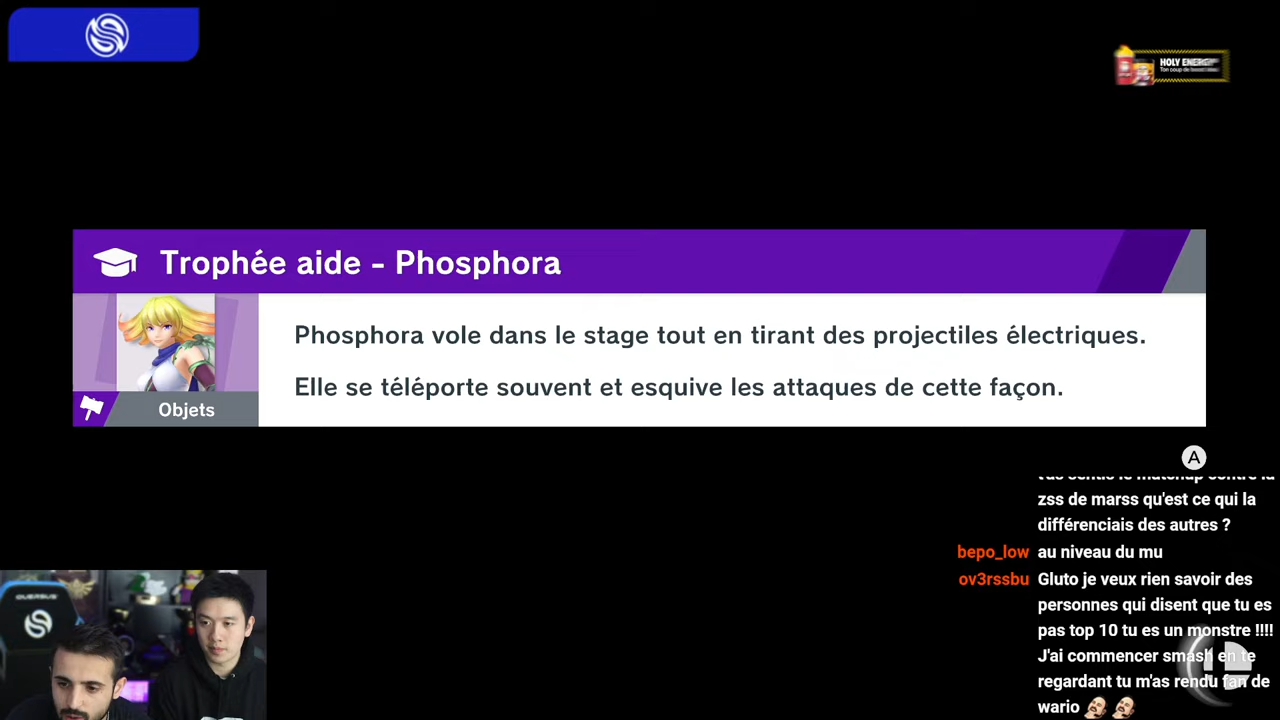 HOLY ENERGY
Trophée aide - Phosphora
Phosphora vole dans le stage tout en tirant des projectiles électriques.
Elle se téléporte souvent et esquive les attaques de cette façon.
Objets
A
zss de marss qu'est ce qui la
différenciais des autres ?
bepo_low au niveau du mu
ov3rssbu Gluto je veux rien savoir des
personnes qui disent que tu es
pas top 10 tu es un monstre !!!!
J'ai commencer smash en te
regardant tu m'as rendu fan de
wario